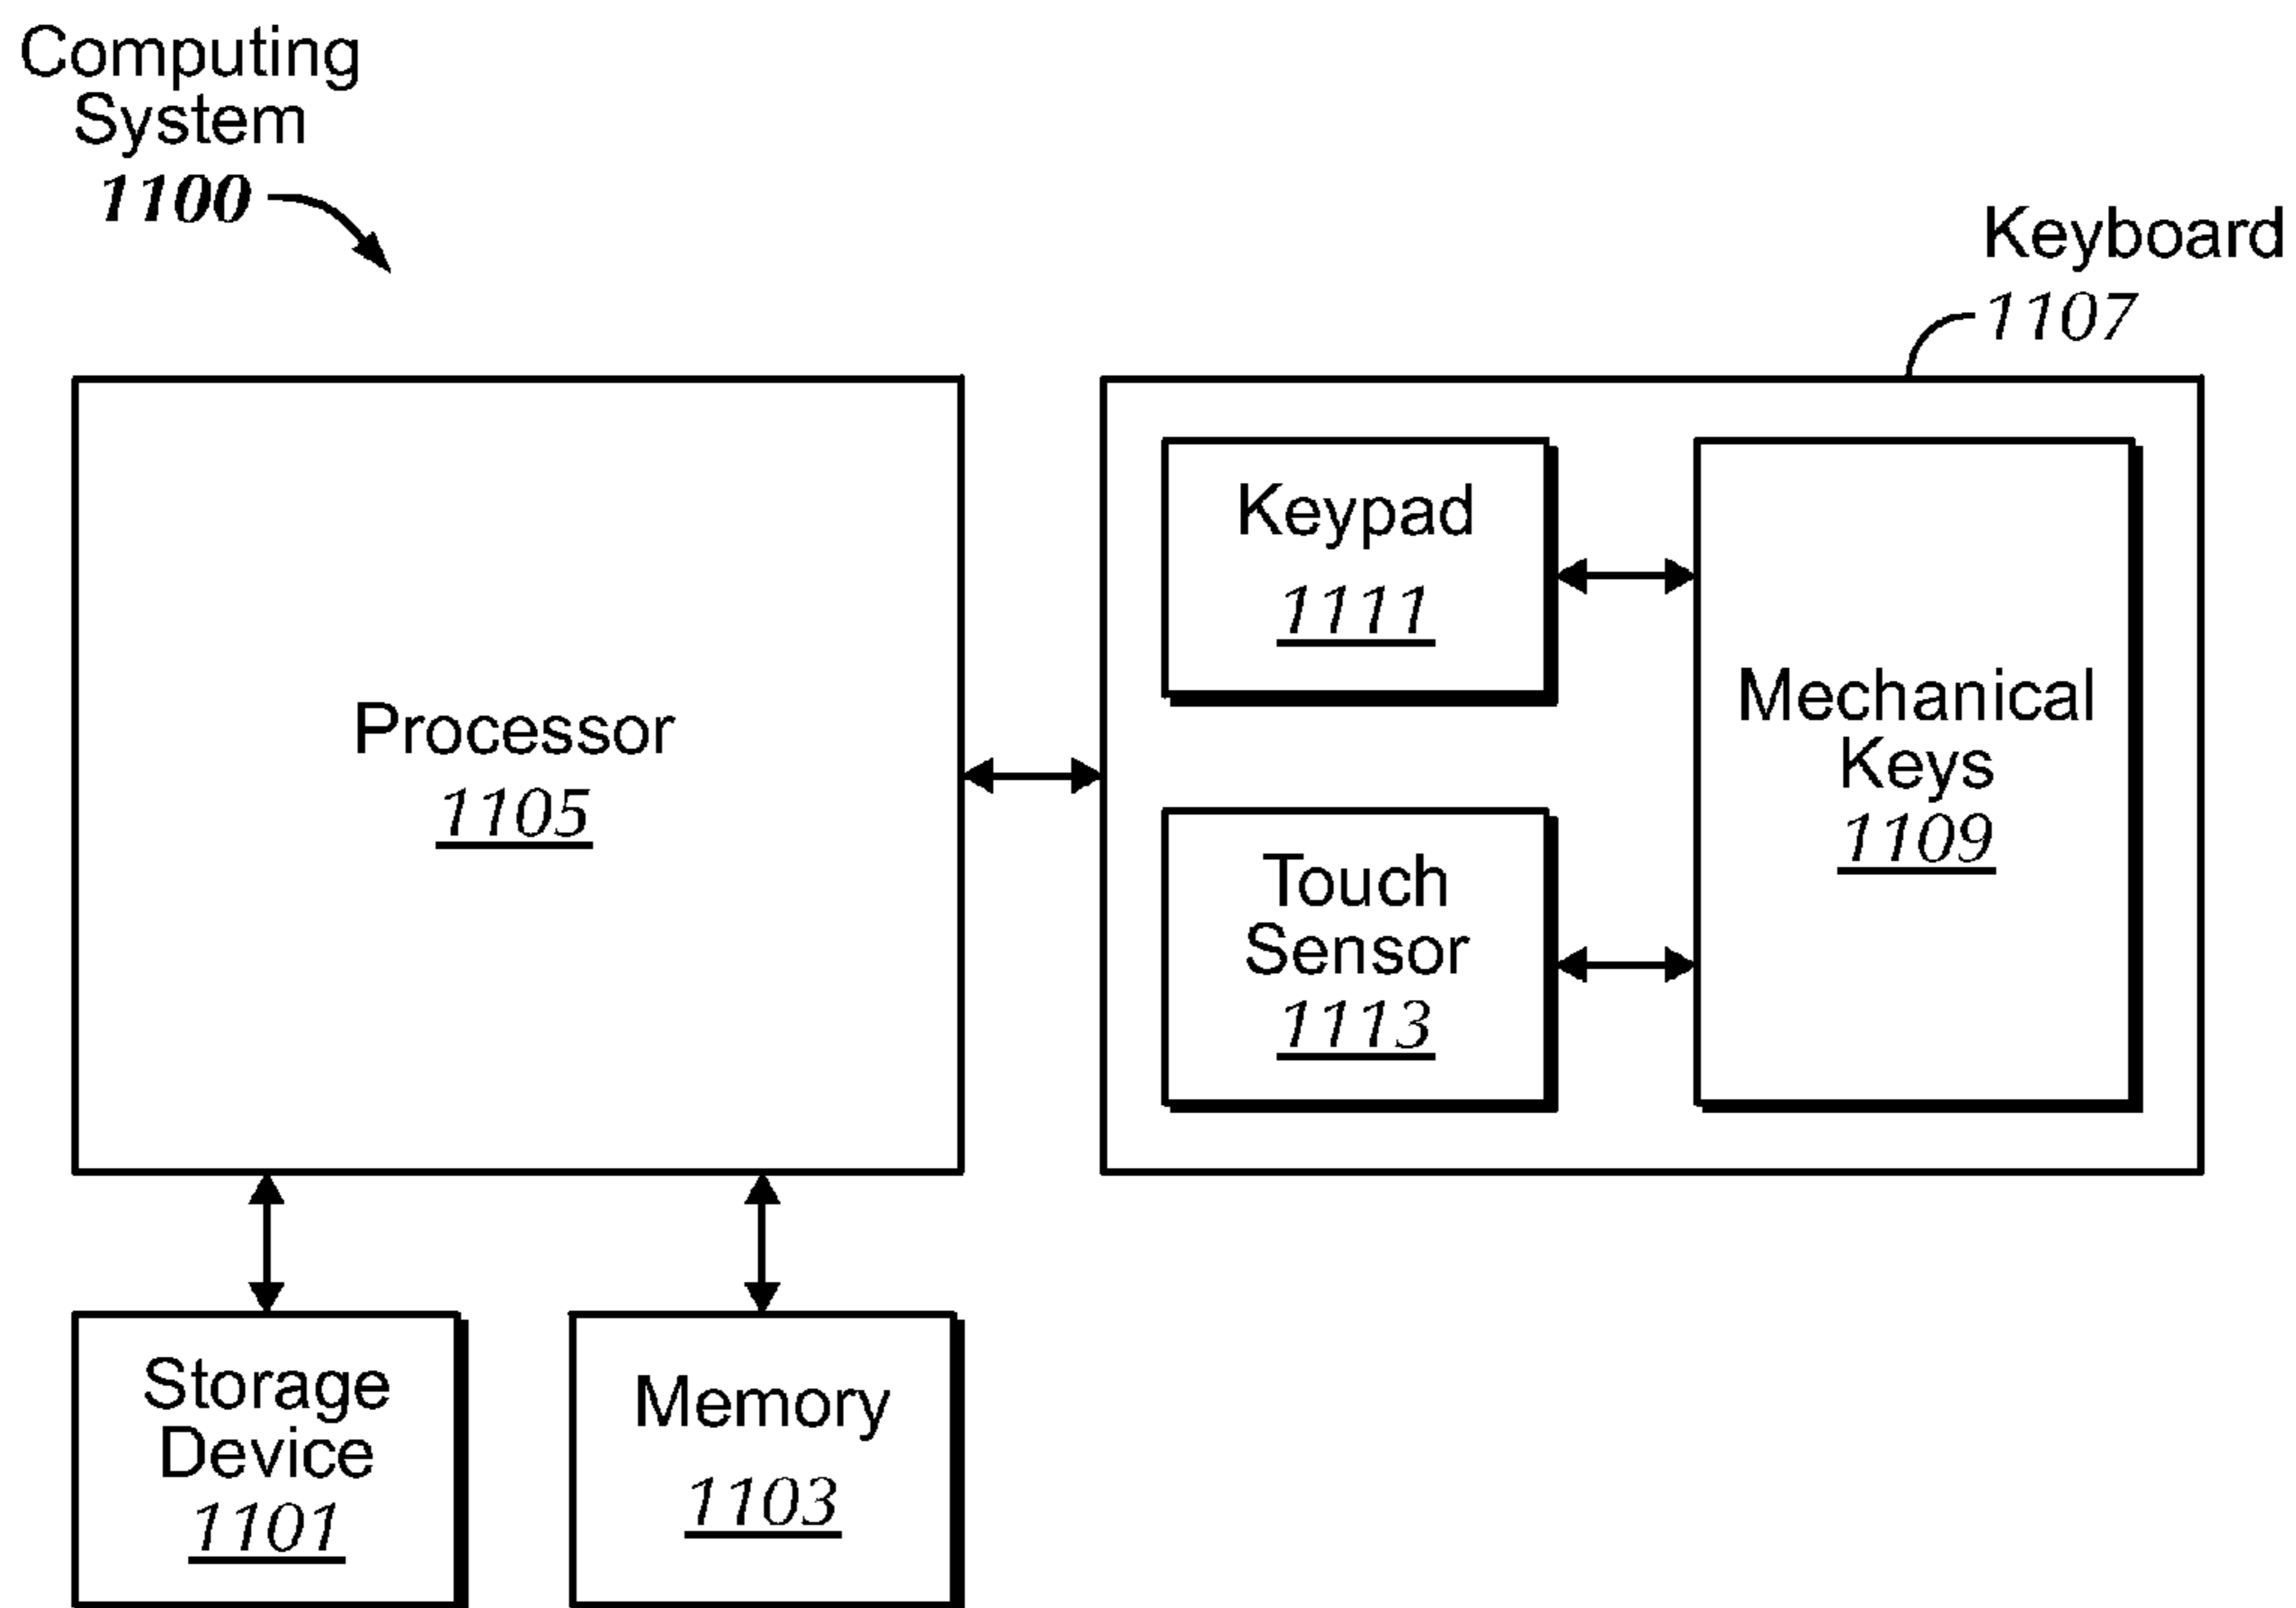 Computing
System
1100
Keyboard
1107
Keypad
1111
Mechanical
Keys
1109
Processor
1105
Touch
Sensor
1113
Storage
Device
1101
Memory
1103